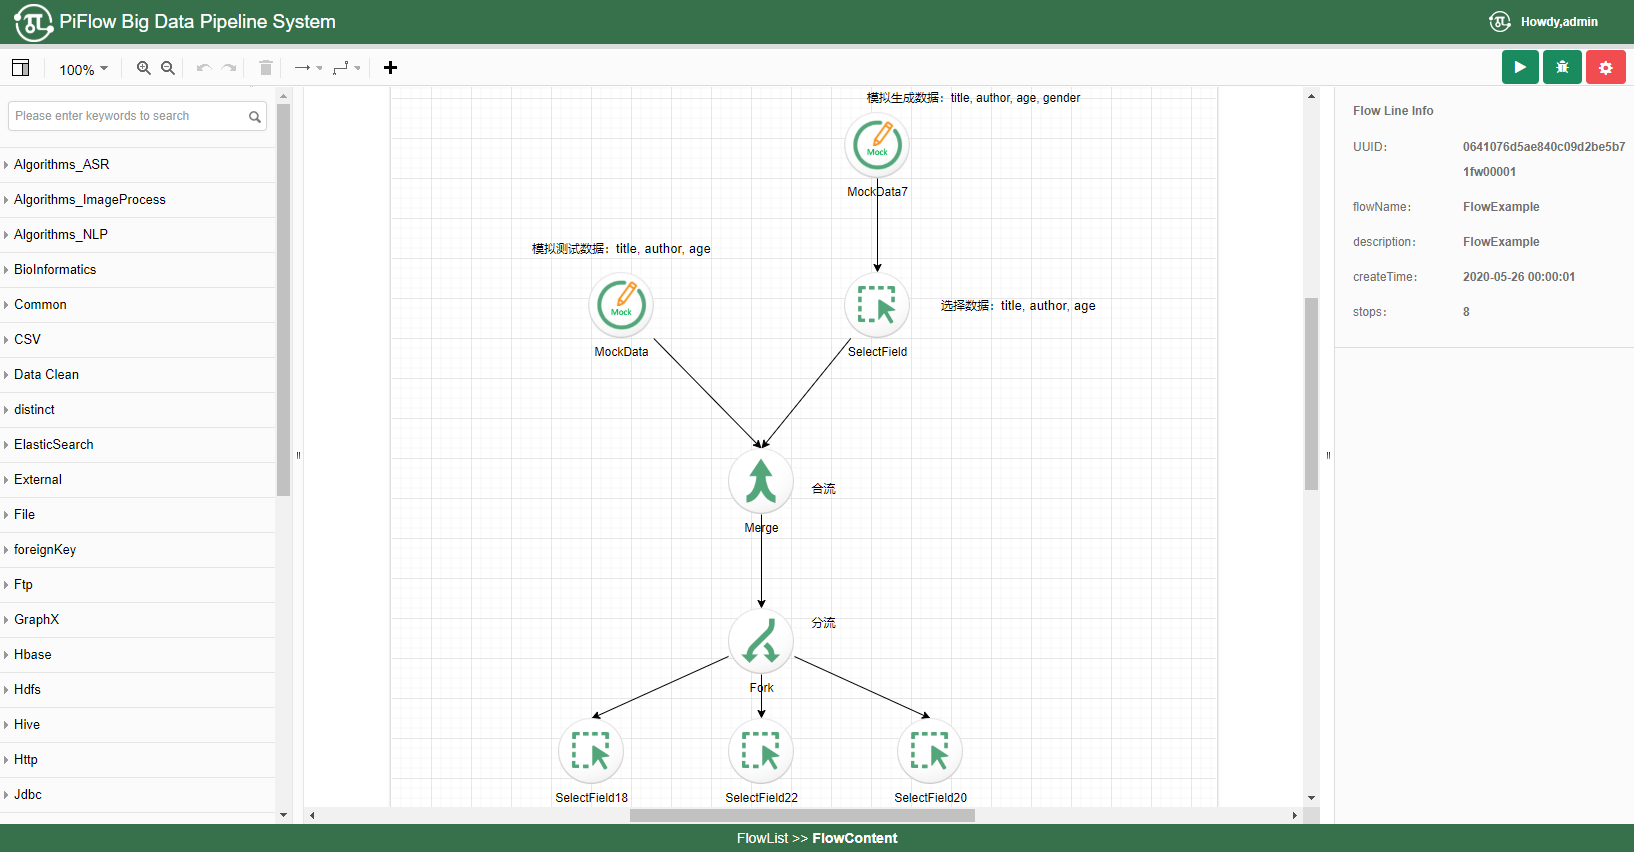 PiFlow Big Data Pipeline System
Howdy,admin
100%
Please enter keywords to search
Algorithms_ASR
Algorithms_ImageProcess
Algorithms_NLP
BioInformatics
Common
CSV
Data Clean
distinct
ElasticSearch
External
File
foreignKey
Ftp
GraphX
Hbase
Hdfs
Hive
Http
Jdbc
模拟生成数据：title, author, age, gender
Mock
MockData7
模拟测试数据：title, author, age
Mock
MockData
选择数据：title, author, age
SelectField
合流
Merge
分流
Fork
SelectField18
SelectField22
SelectField20
Flow Line Info
UUID:
0641076d5ae840c09d2be5b7
1fw00001
flowName:
FlowExample
description:
FlowExample
createTime:
2020-05-26 00:00:01
stops:
8
FlowList >> FlowContent